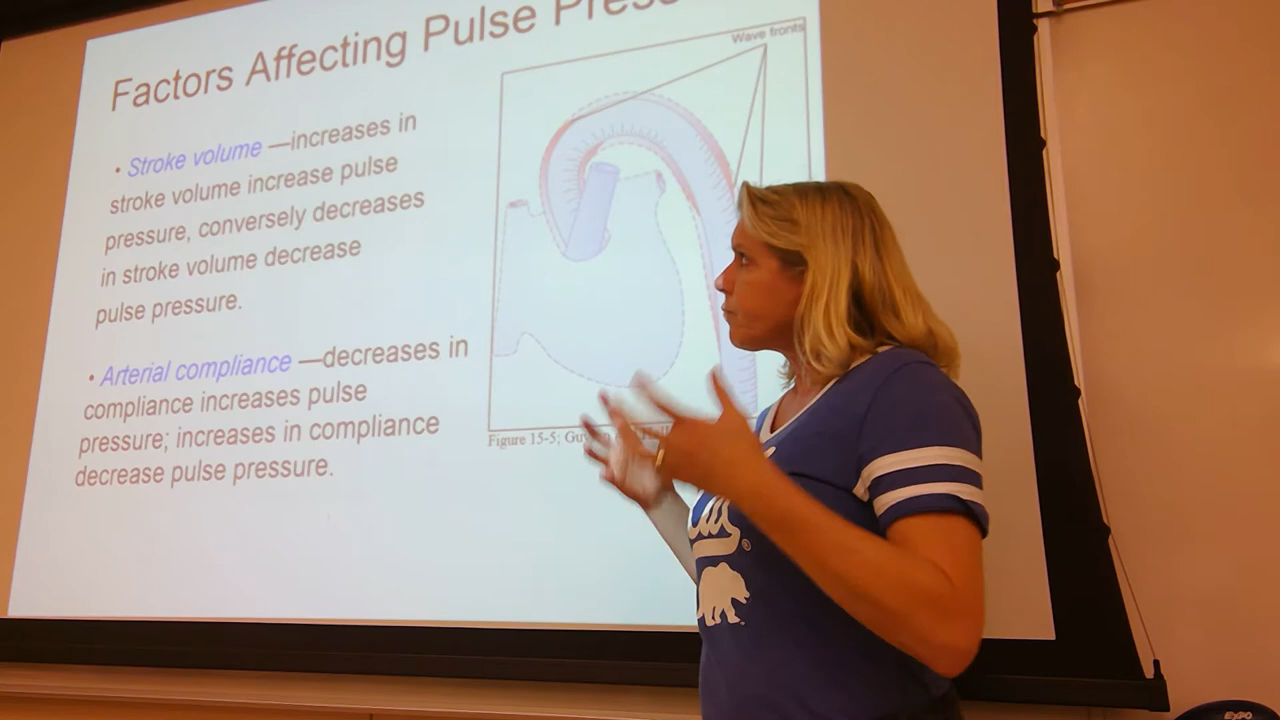 Factors Affecting Pulse
Wave fronts
• Stroke volume —increases in
stroke volume increase pulse
pressure, conversely decreases
in stroke volume decrease
pulse pressure.
• Arterial compliance —decreases in
compliance increases pulse
pressure; increases in compliance
decrease pulse pressure.
Figure 15-5;
Cal
®
EXPO